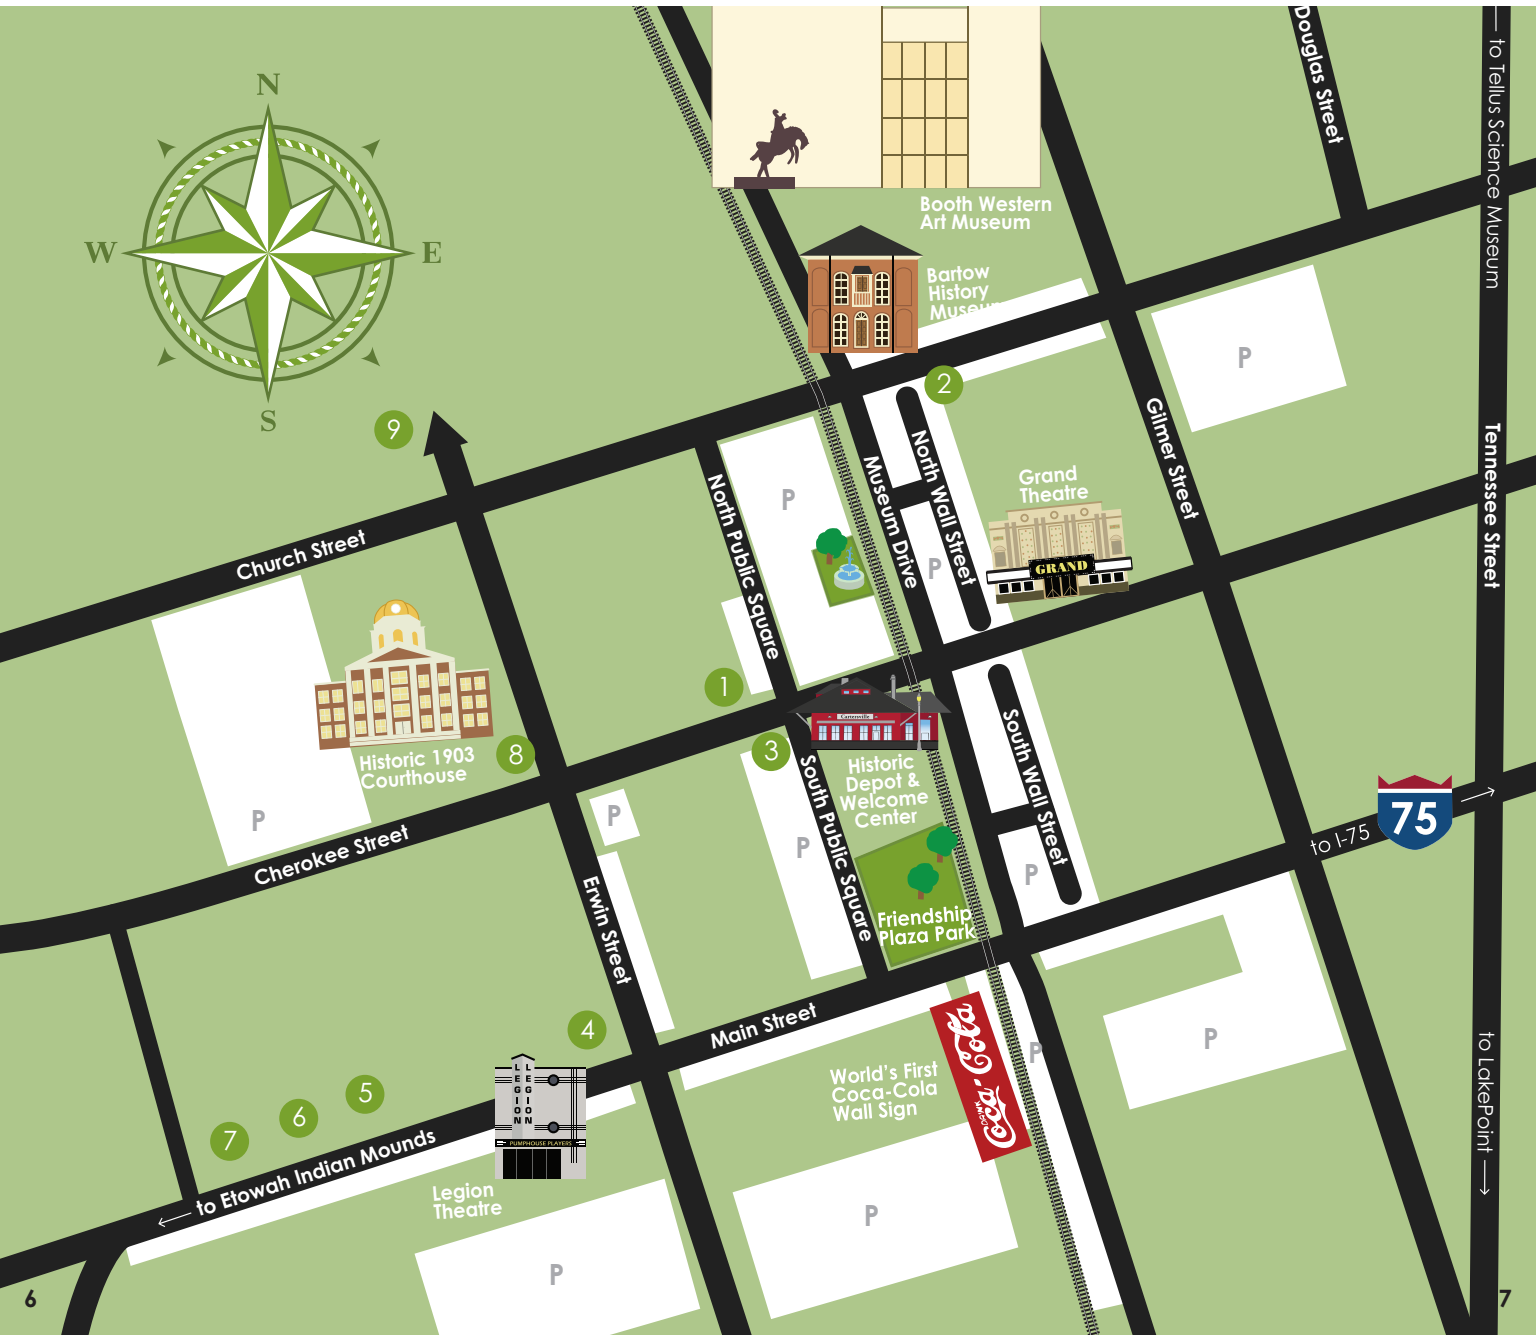 Douglas Street
to Tellus Science Museum
N
W
E
S
Booth Western
Art Museum
Bartow
History
Museum
P
2
9
Gilmer Street
Tennessee Street
North Wall Street
Museum Drive
North Public Square
P
P
Grand
Theatre
GRAND
Church Street
1
Cartersville
3
Historic
Depot &
Welcome
Center
South Public Square
South Wall Street
8
Historic 1903
Courthouse
P
Cherokee Street
P
P
P
to I-75
75
Erwin Street
Friendship
Plaza Park
Main Street
4
5
6
7
to Etowah Indian Mounds
LEGION
LEGION
PUMPHOUSE PLAYERS
Legion
Theatre
World's First
Coca-Cola
Wall Sign
Coca-Cola
P
P
to LakePoint
P
P
6
7